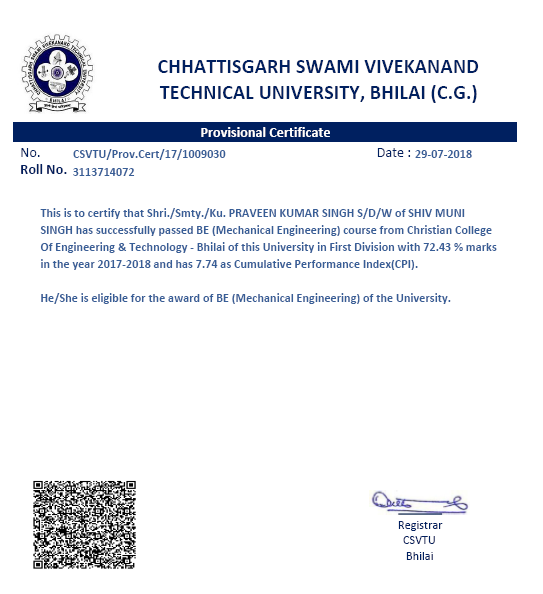 CHHATTISGARH SWAMI VIVEKANAND
TECHNICAL UNIVERSITY, BHILAI (C.G.)
Provisional Certificate
No. CSVTU/Prov.Cert/17/1009030 Date : 29-07-2018
Roll No. 3113714072
This is to certify that Shri./Smty./Ku. PRAVEEN KUMAR SINGH S/D/W of SHIV MUNI
SINGH has successfully passed BE (Mechanical Engineering) course from Christian College
Of Engineering & Technology - Bhilai of this University in First Division with 72.43 % marks
in the year 2017-2018 and has 7.74 as Cumulative Performance Index(CPI).
He/She is eligible for the award of BE (Mechanical Engineering) of the University.
Registrar
CSVTU
Bhilai